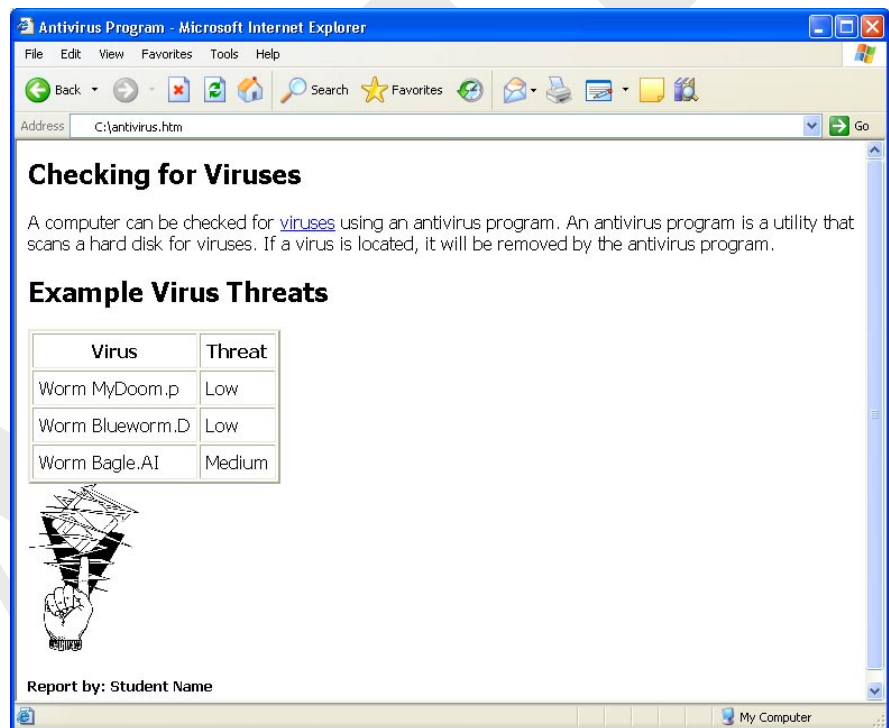 Antivirus Program - Microsoft Internet Explorer
File Edit View Favorites Tools Help
Back Search Favorites
Address C:\antivirus.htm Go
Checking for Viruses
A computer can be checked for viruses using an antivirus program. An antivirus program is a utility that
scans a hard disk for viruses. If a virus is located, it will be removed by the antivirus program.
Example Virus Threats
Virus Threat
Worm MyDoom.p Low
Worm Blueworm.D Low
Worm Bagle.AI Medium
Report by: Student Name
My Computer